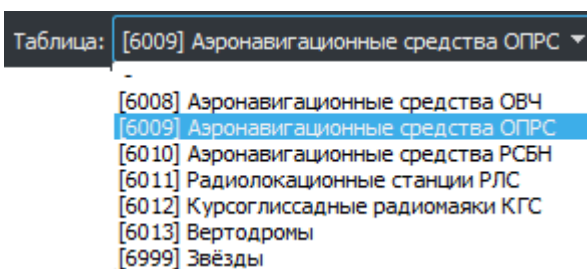 Таблица: [6009] Аэронавигационные средства ОПРС
-
[6008] Аэронавигационные средства ОВЧ
[6009] Аэронавигационные средства ОПРС
[6010] Аэронавигационные средства РСБН
[6011] Радиолокационные станции РЛС
[6012] Курсоглиссадные радиомаяки КГС
[6013] Вертодромы
[6999] Звёзды